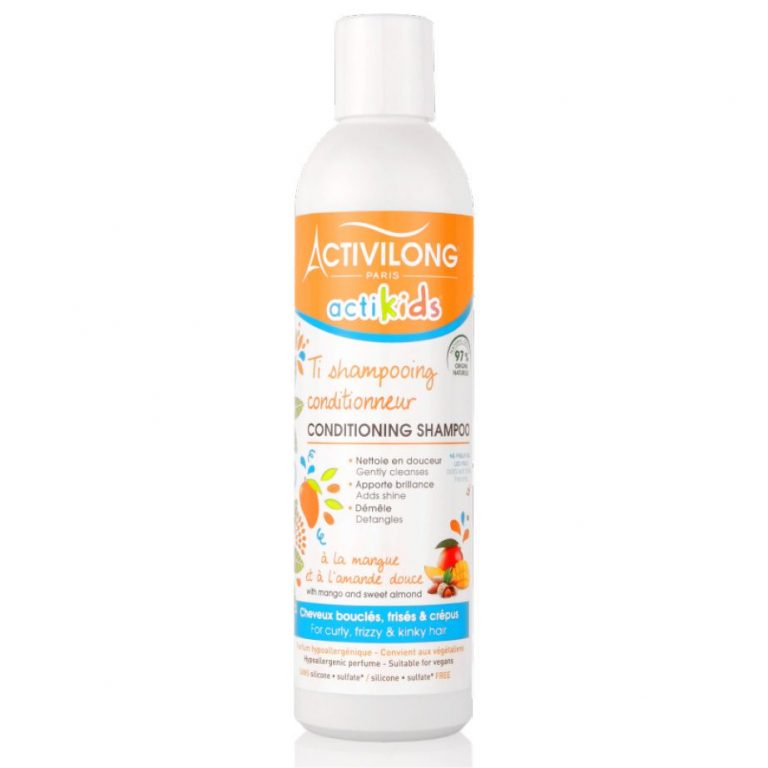 ACTIVILONG
PARIS
actikids
97 %
ORIGINE
NATURELLE
Ti shampooing
conditionneur
CONDITIONING SHAMPOO
• Nettoie en douceur
Gently cleanses
• Apporte brillance
Adds shine
• Démêle
Detangles
à la mangue
et à l'amande douce
with mango and sweet almond
Cheveux bouclés, frisés & crépus
For curly, frizzy & kinky hair
Parfum hypoallergénique - Convient aux végétaliens
Hypoallergenic perfume - Suitable for vegans
SANS silicone • sulfate* / silicone • sulfate* FREE